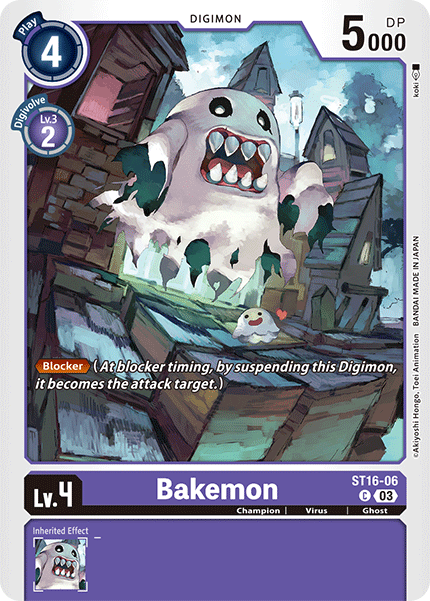 Play
4
DIGIMON
5000
DP
Digivolve
Lv.3
2
koki
©Akiyoshi Hongo, Toei Animation BANDAI MADE IN JAPAN
Blocker (At blocker timing, by suspending this Digimon,
it becomes the attack target.)
Lv.4
Bakemon
ST16-06
C 03
Champion | Virus | Ghost
Inherited Effect
–